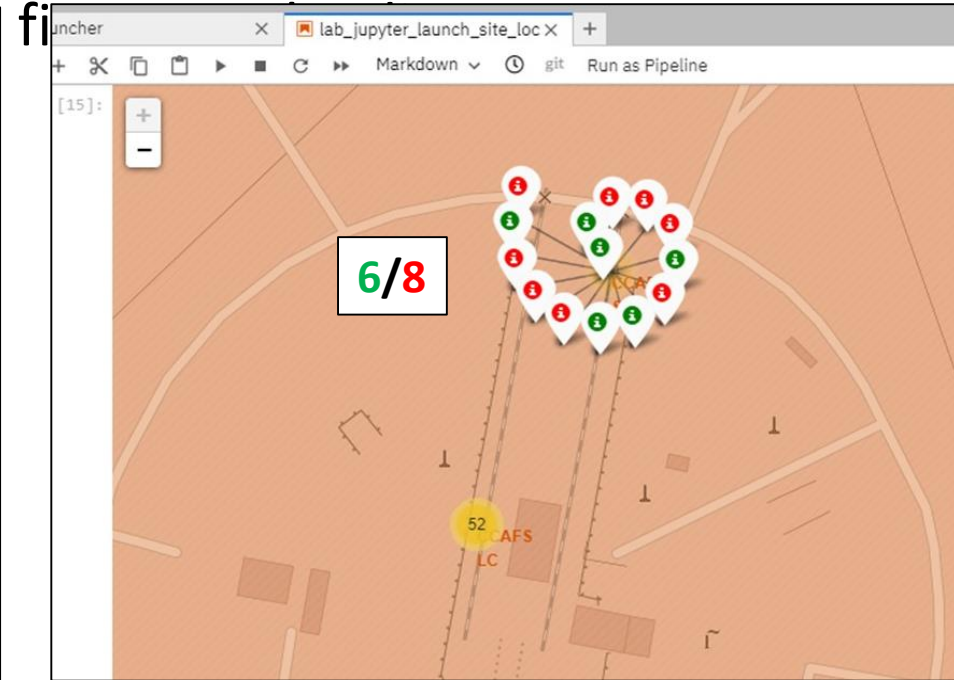 fi
uncher
lab_jupyter_launch_site_loc
Markdown
git
Run as Pipeline
[15]:
6/8
52
CCAFS
LC